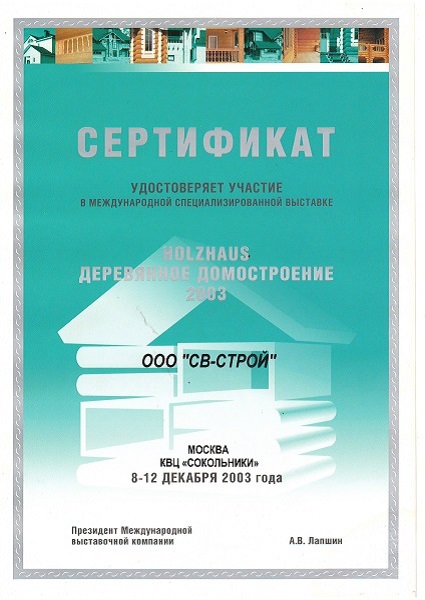 СЕРТИФИКАТ
УДОСТОВЕРЯЕТ УЧАСТИЕ
В МЕЖДУНАРОДНОЙ СПЕЦИАЛИЗИРОВАННОЙ ВЫСТАВКЕ
HOLZHAUS
ДЕРЕВЯННОЕ ДОМОСТРОЕНИЕ
2003
ООО "СВ-СТРОЙ"
МОСКВА
КВЦ «СОКОЛЬНИКИ»
8-12 ДЕКАБРЯ 2003 года
Президент Международной
выставочной компании
А.В. Лапшин